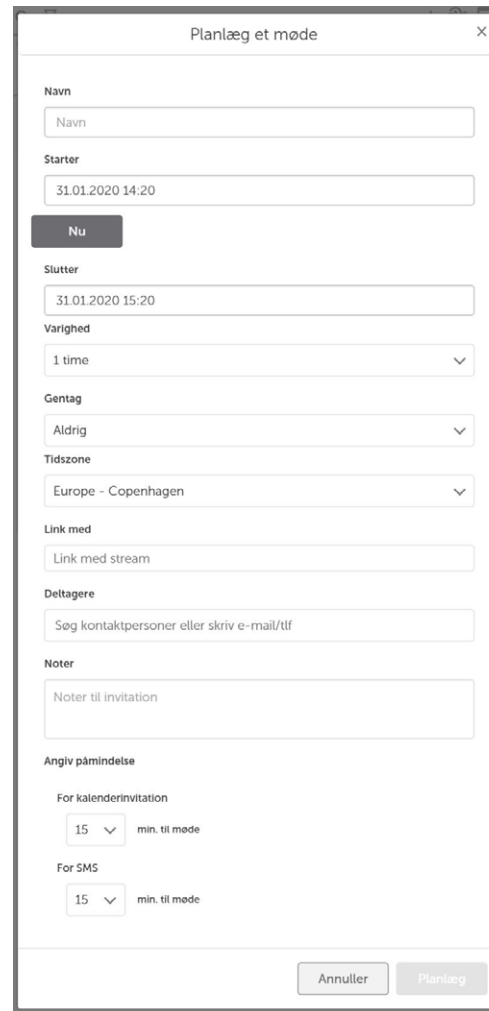 Planlæg et møde
Navn
Navn
Starter
31.01.2020 14:20
Nu
Slutter
31.01.2020 15:20
Varighed
1 time
Gentag
Aldrig
Tidszone
Europe - Copenhagen
Link med
Link med stream
Deltagere
Søg kontaktpersoner eller skriv e-mail/tlf
Noter
Noter til invitation
Angiv påmindelse
For kalenderinvitation
15 min. til møde
For SMS
15 min. til møde
Annuller Planlæg